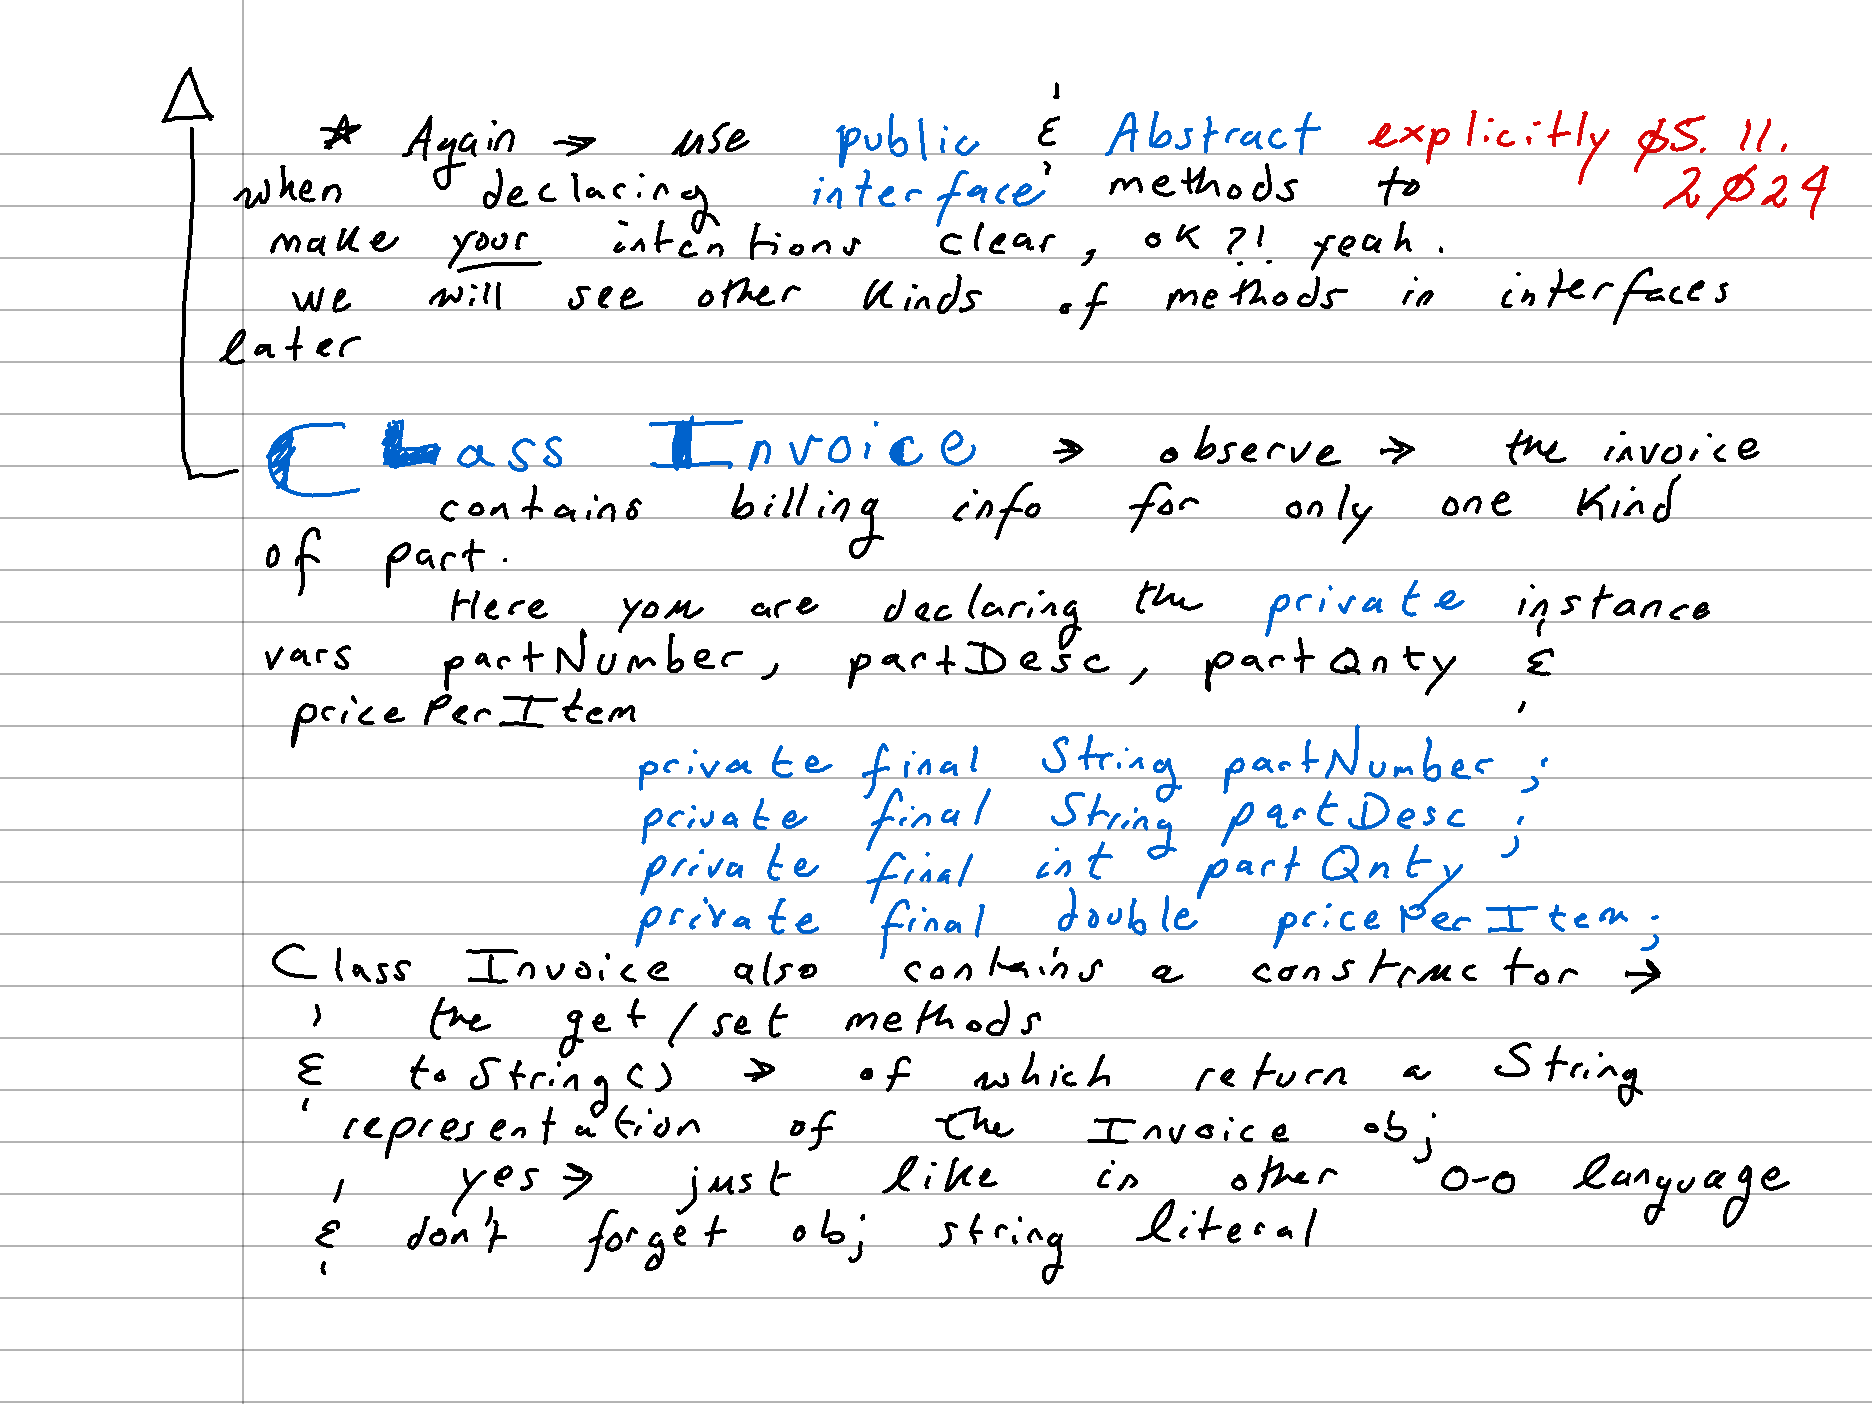 * Again → use public & Abstract explicitly Ø5. 11.
when declaring interface methods to 2Ø24
make your intentions clear, OK?! yeah.
we will see other kinds of methods in interfaces
later
Class Invoice → observe → the invoice
contains billing info for only one kind
of part.
Here you are declaring the private instance
vars partNumber, partDesc, partQnty &
pricePerItem
private final String partNumber;
private final String partDesc;
private final int partQnty
private final double pricePerItem;
Class Invoice also contains a constructor →
the get/set methods
& toString() → of which return a String
representation of the Invoice obj
yes → just like in other O-O language
& don't forget obj string literal